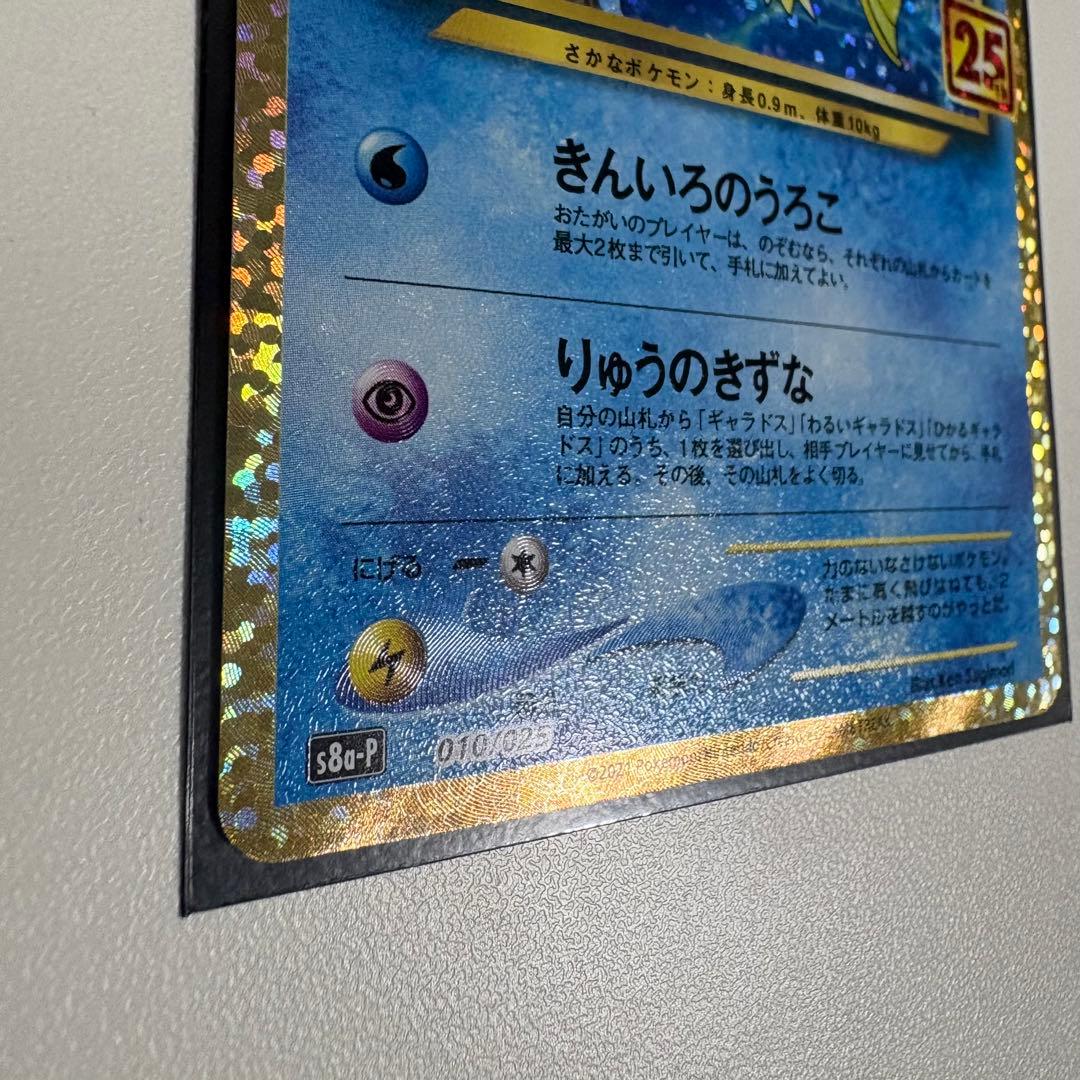 25
さかなポケモン：身長0.9m、体重10kg
きんいろのうろこ
おたがいのプレイヤーは、のぞむなら、それぞれの山札からカードを
最大2枚まで引いて、手札に加えてよい。
りゅうのきずな
自分の山札から「ギャラドス」「わるいギャラドス」「ひかるギャラ
ドス」のうち、1枚を選び出し、相手プレイヤーに見せてから、手札
に加える。その後、その山札をよく切る。
にげる
力のないなさけないポケモン。
たまに高く飛びはねても、2
メートルを越すのがやっとだ。
Illus. Ken Sugimori
s8a-P
010/025
©2021 Pokémon